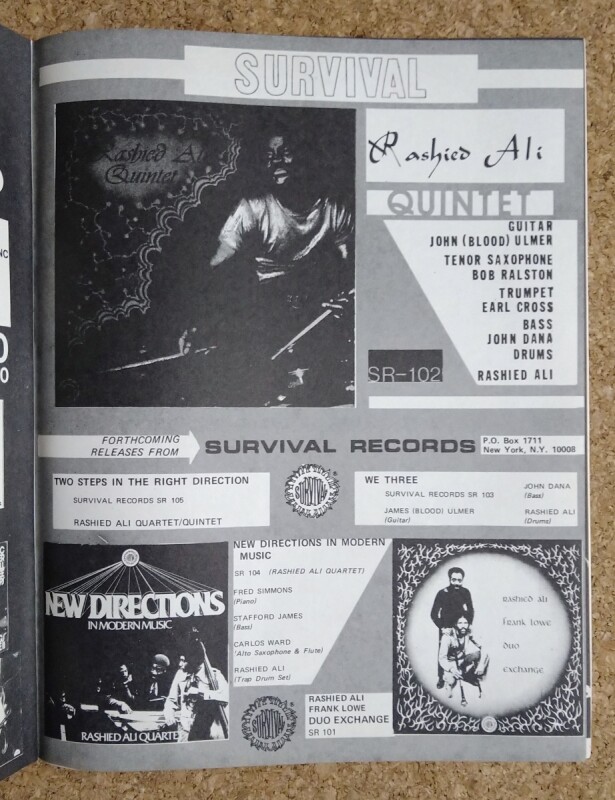 SURVIVAL
Rashied Ali
Quintet
Rashied Ali
QUINTET
GUITAR
JOHN (BLOOD) ULMER
TENOR SAXOPHONE
BOB RALSTON
TRUMPET
EARL CROSS
BASS
JOHN DANA
DRUMS
RASHIED ALI
SR-102
FORTHCOMING
RELEASES FROM
SURVIVAL RECORDS
P.O. Box 1711
New York, N.Y. 10008
TWO STEPS IN THE RIGHT DIRECTION
SURVIVAL RECORDS SR 105
RASHIED ALI QUARTET/QUINTET
SURVIVAL
WE THREE
SURVIVAL RECORDS SR 103
JAMES (BLOOD) ULMER
(Guitar)
JOHN DANA
(Bass)
RASHIED ALI
(Drums)
NEW DIRECTIONS
IN MODERN MUSIC
RASHIED ALI QUARTET
NEW DIRECTIONS IN MODERN
MUSIC
SR 104 (RASHIED ALI QUARTET)
FRED SIMMONS
(Piano)
STAFFORD JAMES
(Bass)
CARLOS WARD
(Alto Saxophone & Flute)
RASHIED ALI
(Trap Drum Set)
SURVIVAL
RASHIED ALI
FRANK LOWE
DUO EXCHANGE
SR 101
rashied ali
frank lowe
duo
exchange